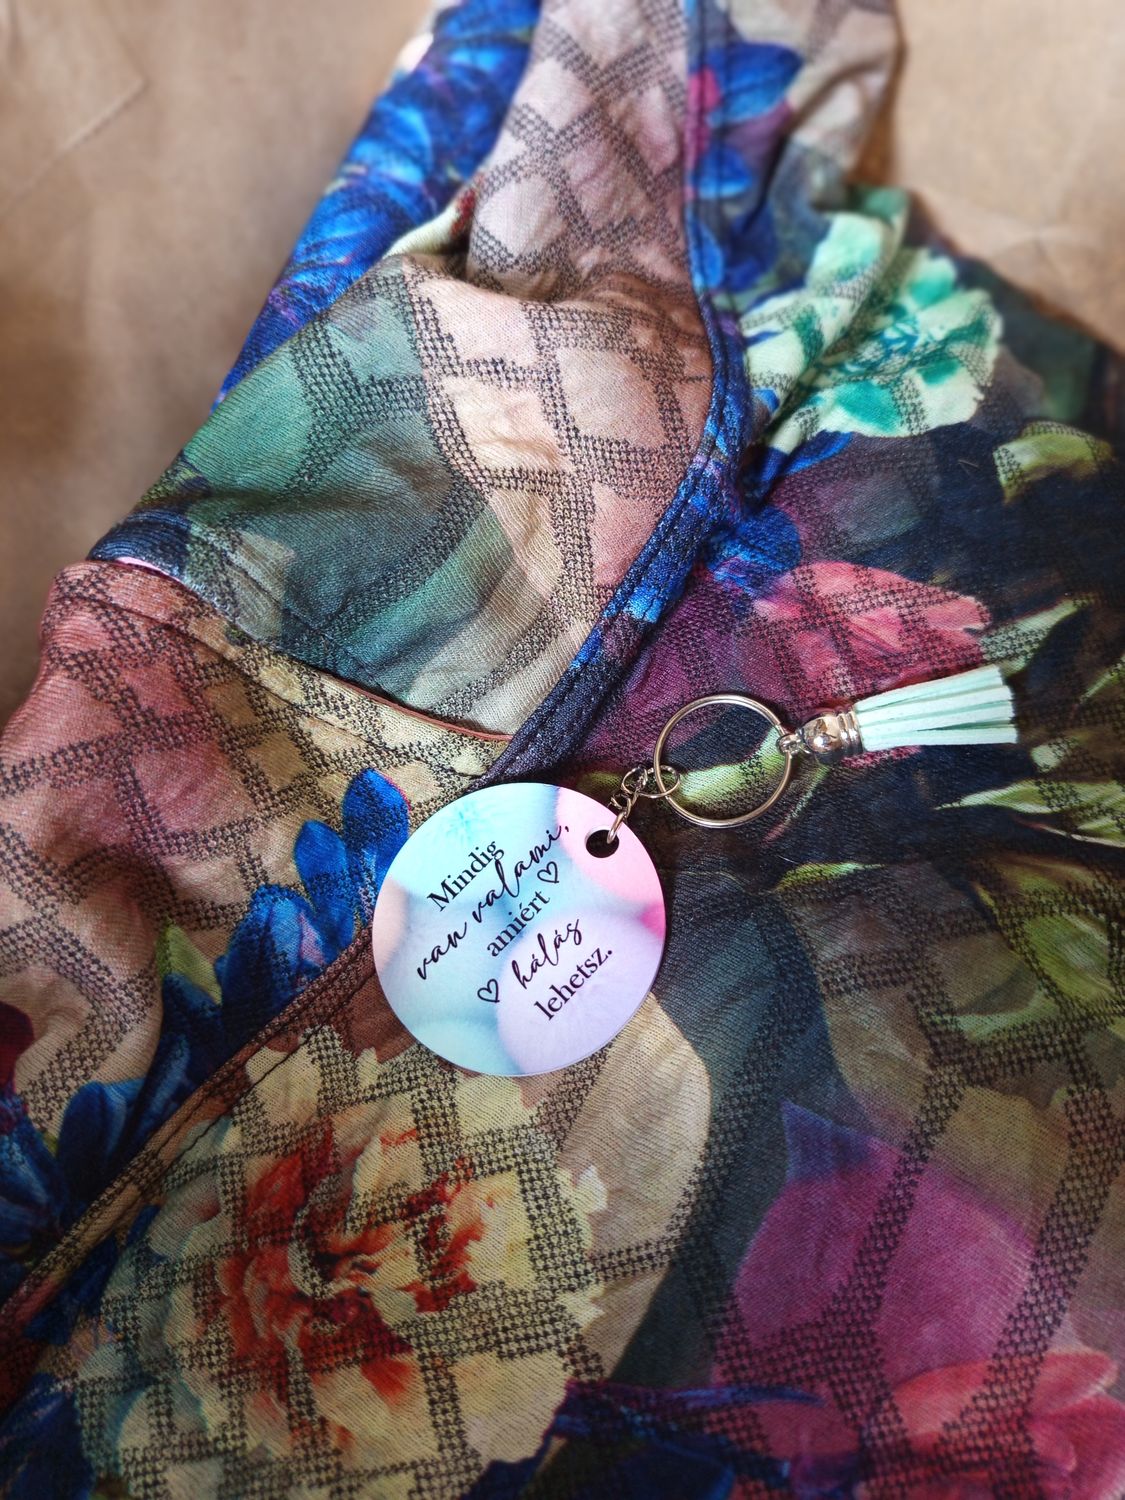 Mindig
van valami,
amiért
hálás
lehetsz.